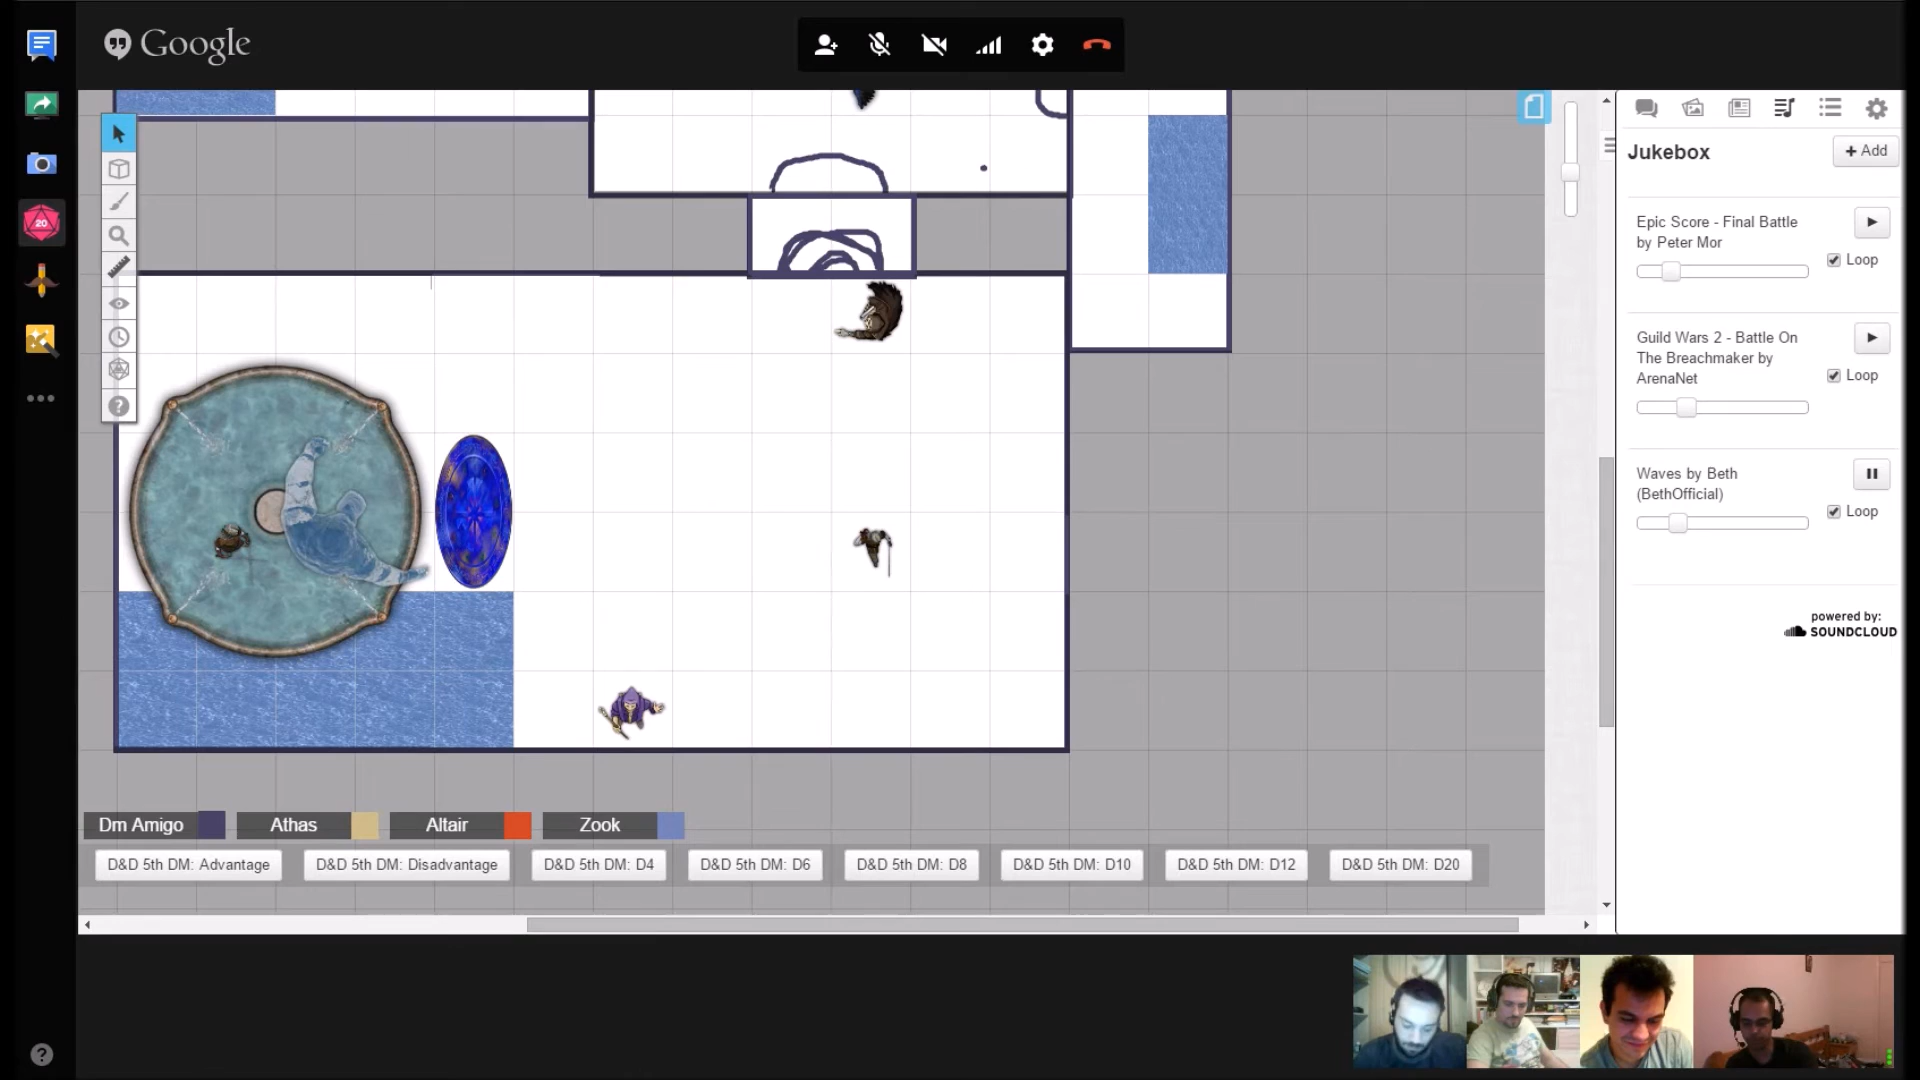 Google
20
Jukebox
+ Add
Epic Score - Final Battle
by Peter Mor
Loop
Guild Wars 2 - Battle On
The Breachmaker by
ArenaNet
Loop
Waves by Beth
(BethOfficial)
Loop
powered by:
SOUNDCLOUD
Dm Amigo
Athas
Altair
Zook
D&D 5th DM: Advantage
D&D 5th DM: Disadvantage
D&D 5th DM: D4
D&D 5th DM: D6
D&D 5th DM: D8
D&D 5th DM: D10
D&D 5th DM: D12
D&D 5th DM: D20